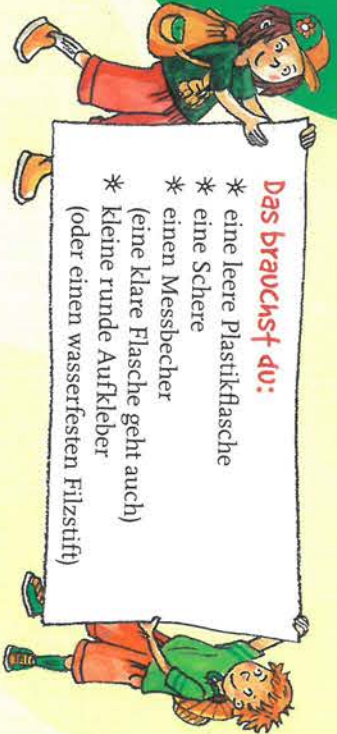 Das brauchst du:
* eine leere Plastikflasche
* eine Schere
* einen Messbecher
(eine klare Flasche geht auch)
* kleine runde Aufkleber
(oder einen wasserfesten Filzstift)